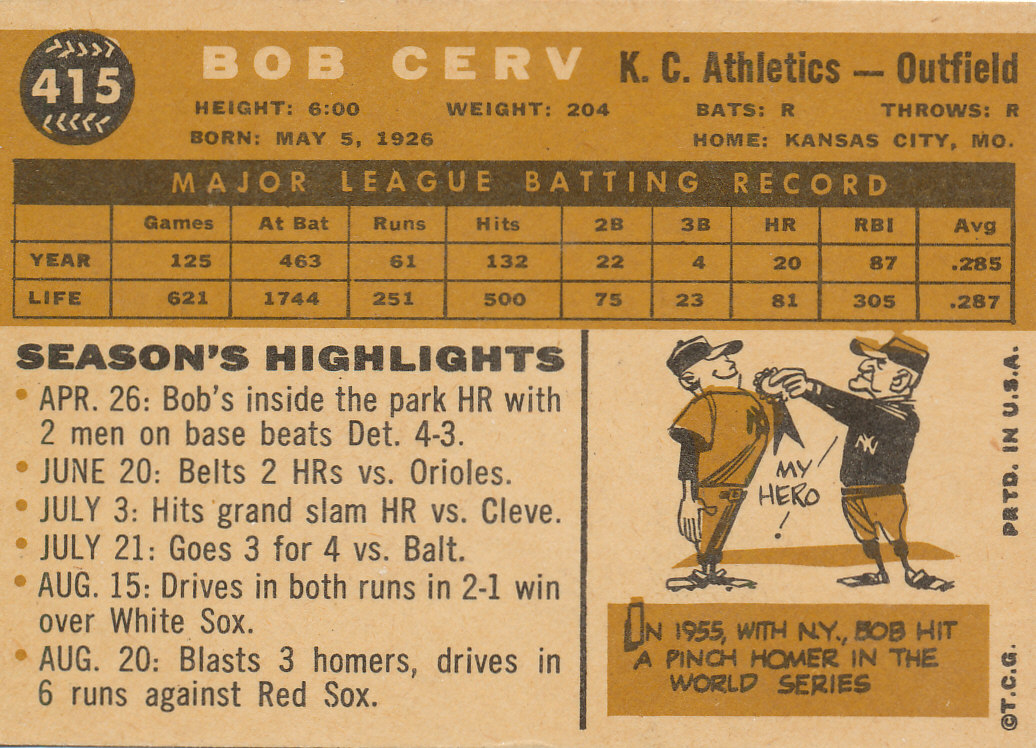 415
BOB CERV K. C. Athletics — Outfield
HEIGHT: 6:00 WEIGHT: 204 BATS: R THROWS: R
BORN: MAY 5, 1926 HOME: KANSAS CITY, MO.
MAJOR LEAGUE BATTING RECORD
Games At Bat Runs Hits 2B 3B HR RBI Avg
YEAR 125 463 61 132 22 4 20 87 .285
LIFE 621 1744 251 500 75 23 81 305 .287
SEASON'S HIGHLIGHTS
• APR. 26: Bob's inside the park HR with
2 men on base beats Det. 4-3.
• JUNE 20: Belts 2 HRs vs. Orioles.
• JULY 3: Hits grand slam HR vs. Cleve.
• JULY 21: Goes 3 for 4 vs. Balt.
• AUG. 15: Drives in both runs in 2-1 win
over White Sox.
• AUG. 20: Blasts 3 homers, drives in
6 runs against Red Sox.
NY
NY
MY
HERO
!
ON 1955, WITH N.Y., BOB HIT
A PINCH HOMER IN THE
WORLD SERIES
PRTD. IN U.S.A.
©T.C.G.